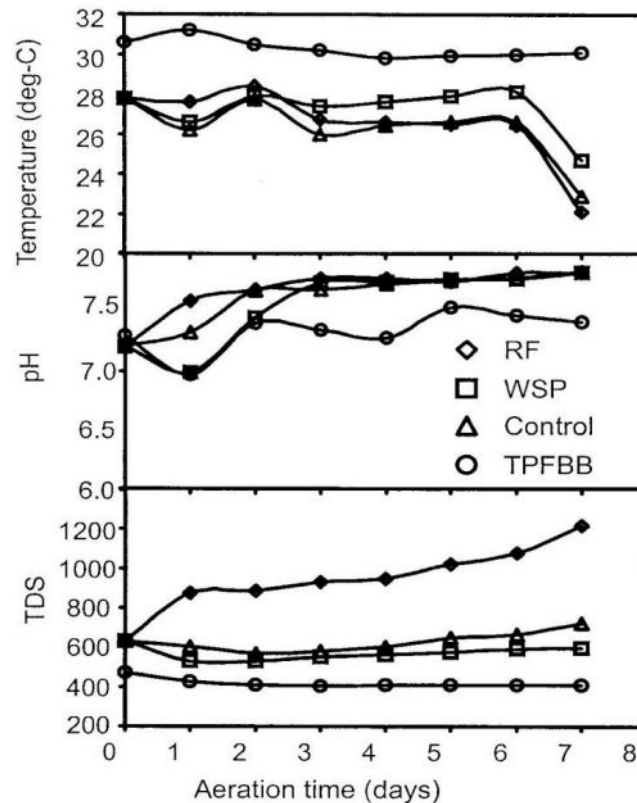 Temperature (deg-C)
32
30
28
26
24
22
20
pH
7.5
7.0
6.5
6.0
RF
WSP
Control
TPFBB
TDS
1200
1000
800
600
400
200
0 1 2 3 4 5 6 7 8
Aeration time (days)